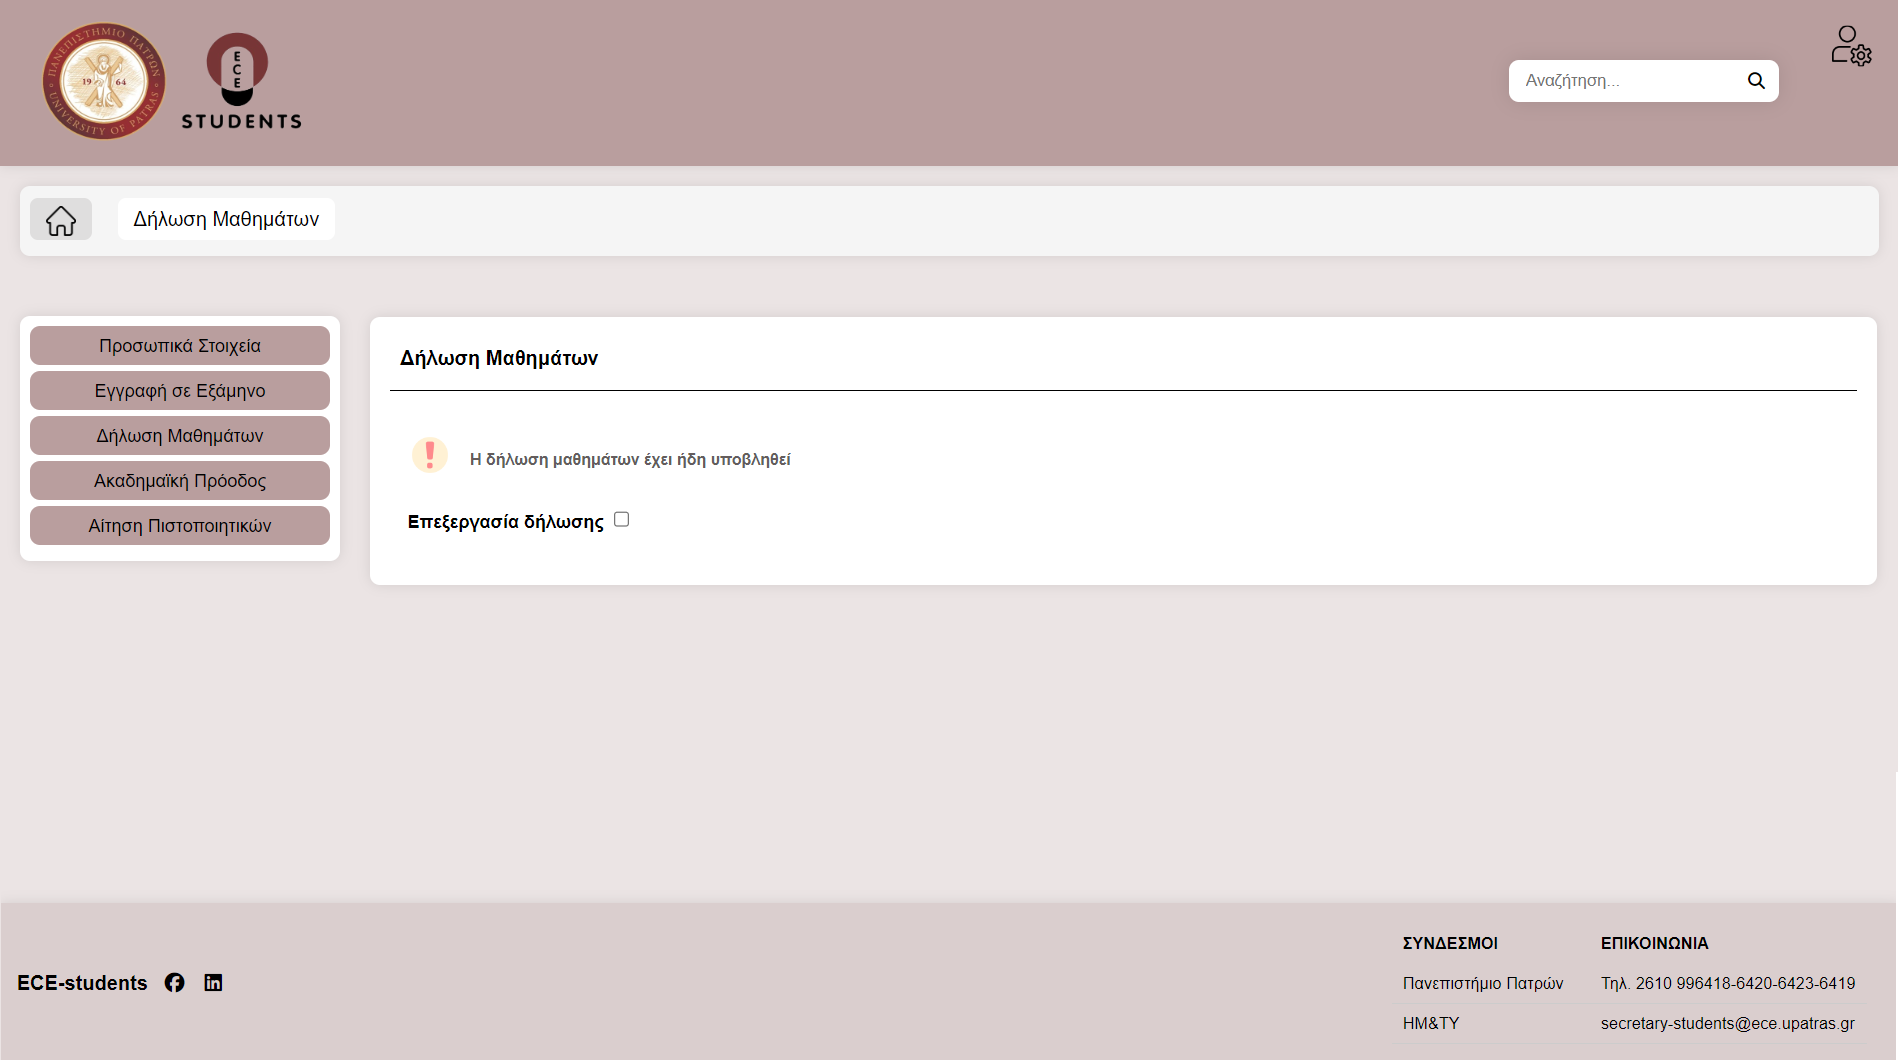 ΠΑΝΕΠΙΣΤΗΜΙΟ ΠΑΤΡΩΝ
19 64
UNIVERSITY OF PATRAS
ECE
STUDENTS
Αναζήτηση...
Δήλωση Μαθημάτων
Προσωπικά Στοιχεία
Εγγραφή σε Εξάμηνο
Δήλωση Μαθημάτων
Ακαδημαϊκή Πρόοδος
Αίτηση Πιστοποιητικών
Δήλωση Μαθημάτων
Η δήλωση μαθημάτων έχει ήδη υποβληθεί
Επεξεργασία δήλωσης
ECE-students
ΣΥΝΔΕΣΜΟΙ
Πανεπιστήμιο Πατρών
ΗΜ&ΤΥ
ΕΠΙΚΟΙΝΩΝΙΑ
Τηλ. 2610 996418-6420-6423-6419
secretary-students@ece.upatras.gr